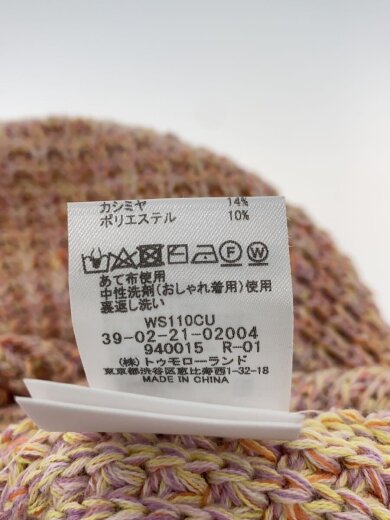 カシミヤ 14%
ポリエステル 10%
あて布使用
中性洗剤(おしゃれ着用)使用
裏返し洗い
WS110CU
39-02-21-02004
940015 R-01
(株)トゥモローランド
東京都渋谷区恵比寿西1-32-18
MADE IN CHINA